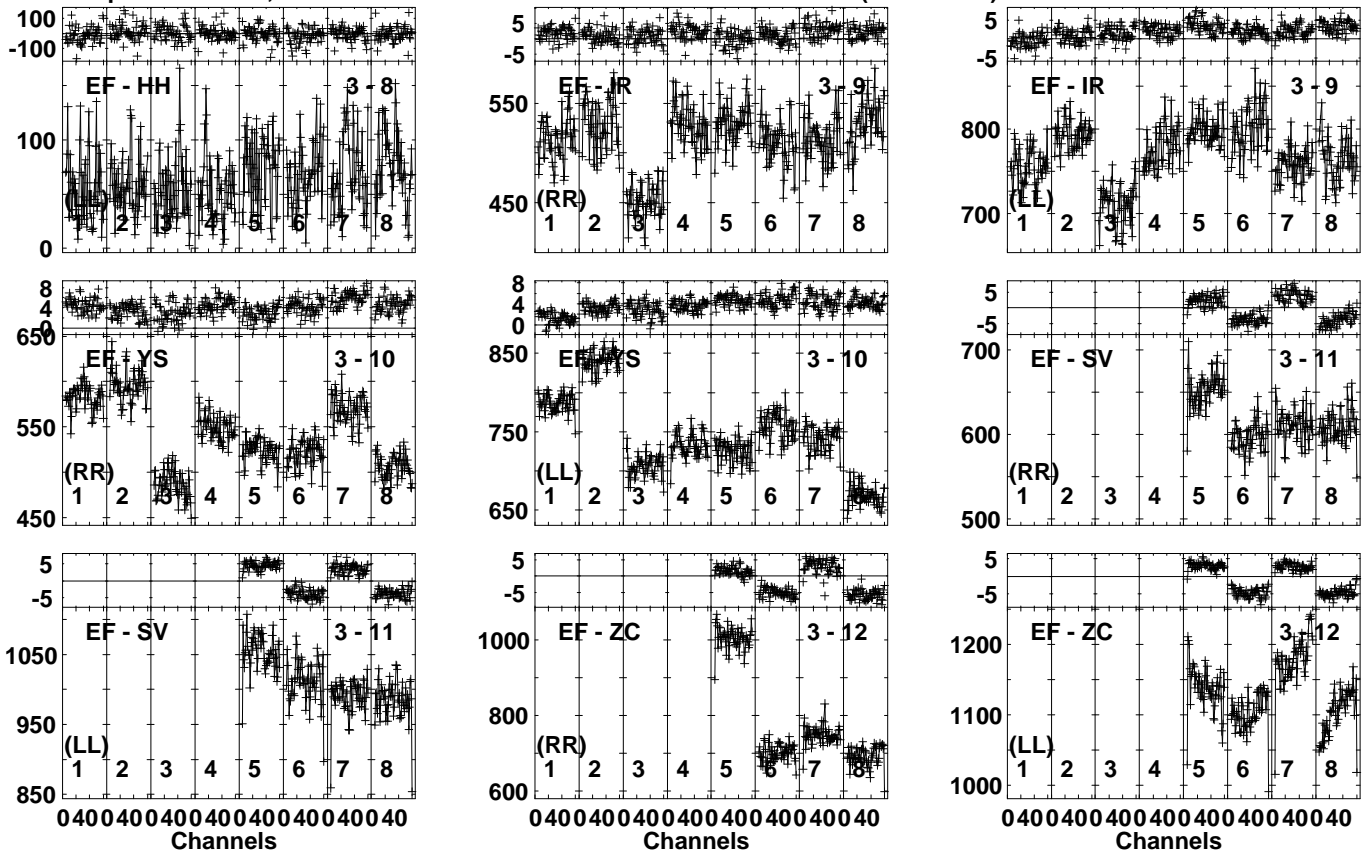 100
-100
EF - HH 3 - 8
100
(LL)
1 2 3 4 5 6 7 8
0
5
-5
EF - IR 3 - 9
550
450
(RR)
1 2 3 4 5 6 7 8
5
-5
EF - IR 3 - 9
800
700
(LL)
1 2 3 4 5 6 7 8
8
4
0
650
EF - YS 3 - 10
550
(RR)
1 2 3 4 5 6 7 8
450
8
4
0
850
EF - YS 3 - 10
750
(LL)
1 2 3 4 5 6 7 8
650
5
-5
700
EF - SV 3 - 11
600
(RR)
1 2 3 4 5 6 7 8
500
5
-5
EF - SV 3 - 11
1050
950
(LL)
1 2 3 4 5 6 7 8
850
0 40 0 40 0 40 0 40 0 40 0 40 0 40 0 40
Channels
5
-5
EF - ZC 3 - 12
1000
800
(RR)
1 2 3 4 5 6 7 8
600
0 40 0 40 0 40 0 40 0 40 0 40 0 40 0 40
Channels
5
-5
EF - ZC 3 - 12
1200
1100
(LL)
1 2 3 4 5 6 7 8
1000
0 40 0 40 0 40 0 40 0 40 0 40 0 40 0 40
Channels